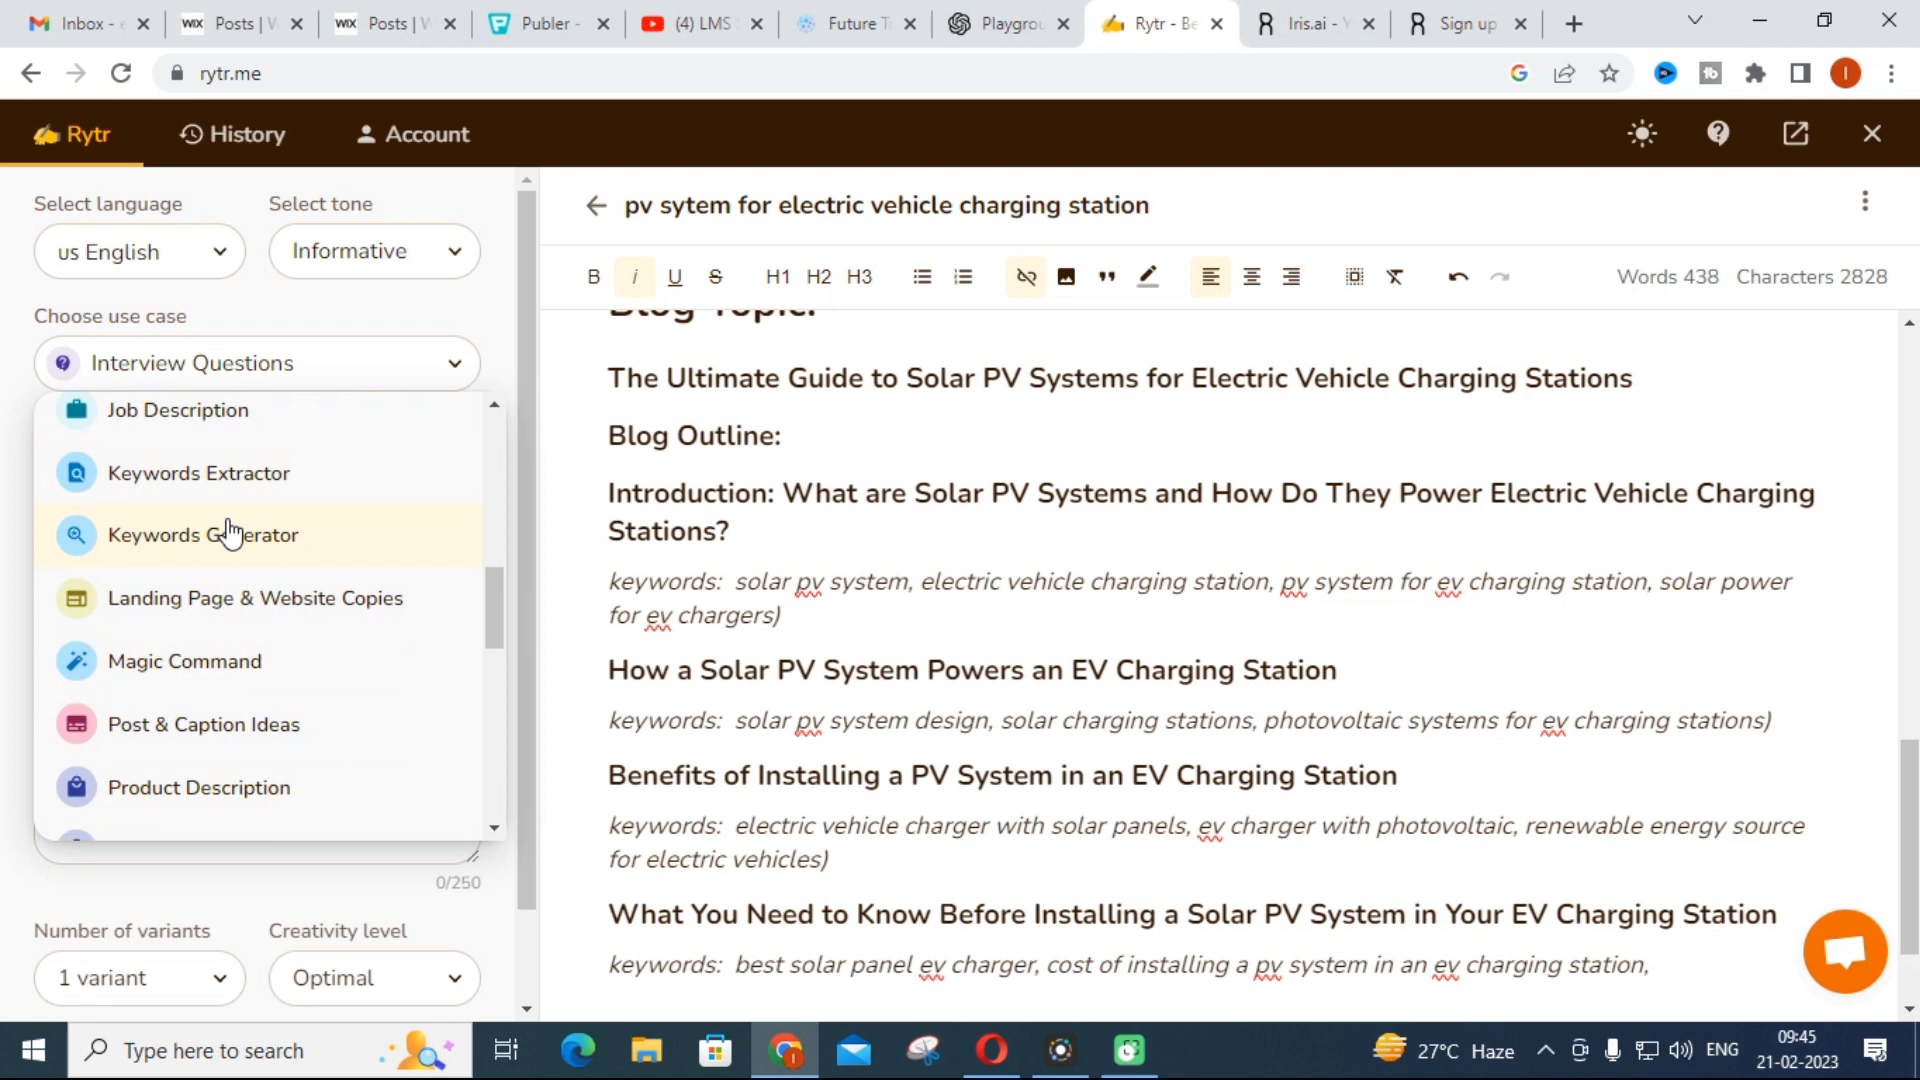 Inbox - e
WIX Posts | W
WIX Posts | W
Publer -
(4) LMS
Future To
Playgrou
Rytr - Be
Iris.ai - Y
Sign up
rytr.me
Rytr
History
Account
Select language
Select tone
us English
Informative
Choose use case
Interview Questions
Job Description
Keywords Extractor
Keywords Generator
Landing Page & Website Copies
Magic Command
Post & Caption Ideas
Product Description
0/250
Number of variants
Creativity level
1 variant
Optimal
pv sytem for electric vehicle charging station
B i U S H1 H2 H3
Words 438 Characters 2828
Blog Topic:
The Ultimate Guide to Solar PV Systems for Electric Vehicle Charging Stations
Blog Outline:
Introduction: What are Solar PV Systems and How Do They Power Electric Vehicle Charging
Stations?
keywords: solar pv system, electric vehicle charging station, pv system for ev charging station, solar power
for ev chargers)
How a Solar PV System Powers an EV Charging Station
keywords: solar pv system design, solar charging stations, photovoltaic systems for ev charging stations)
Benefits of Installing a PV System in an EV Charging Station
keywords: electric vehicle charger with solar panels, ev charger with photovoltaic, renewable energy source
for electric vehicles)
What You Need to Know Before Installing a Solar PV System in Your EV Charging Station
keywords: best solar panel ev charger, cost of installing a pv system in an ev charging station,
Type here to search
27°C Haze
ENG
09:45
21-02-2023